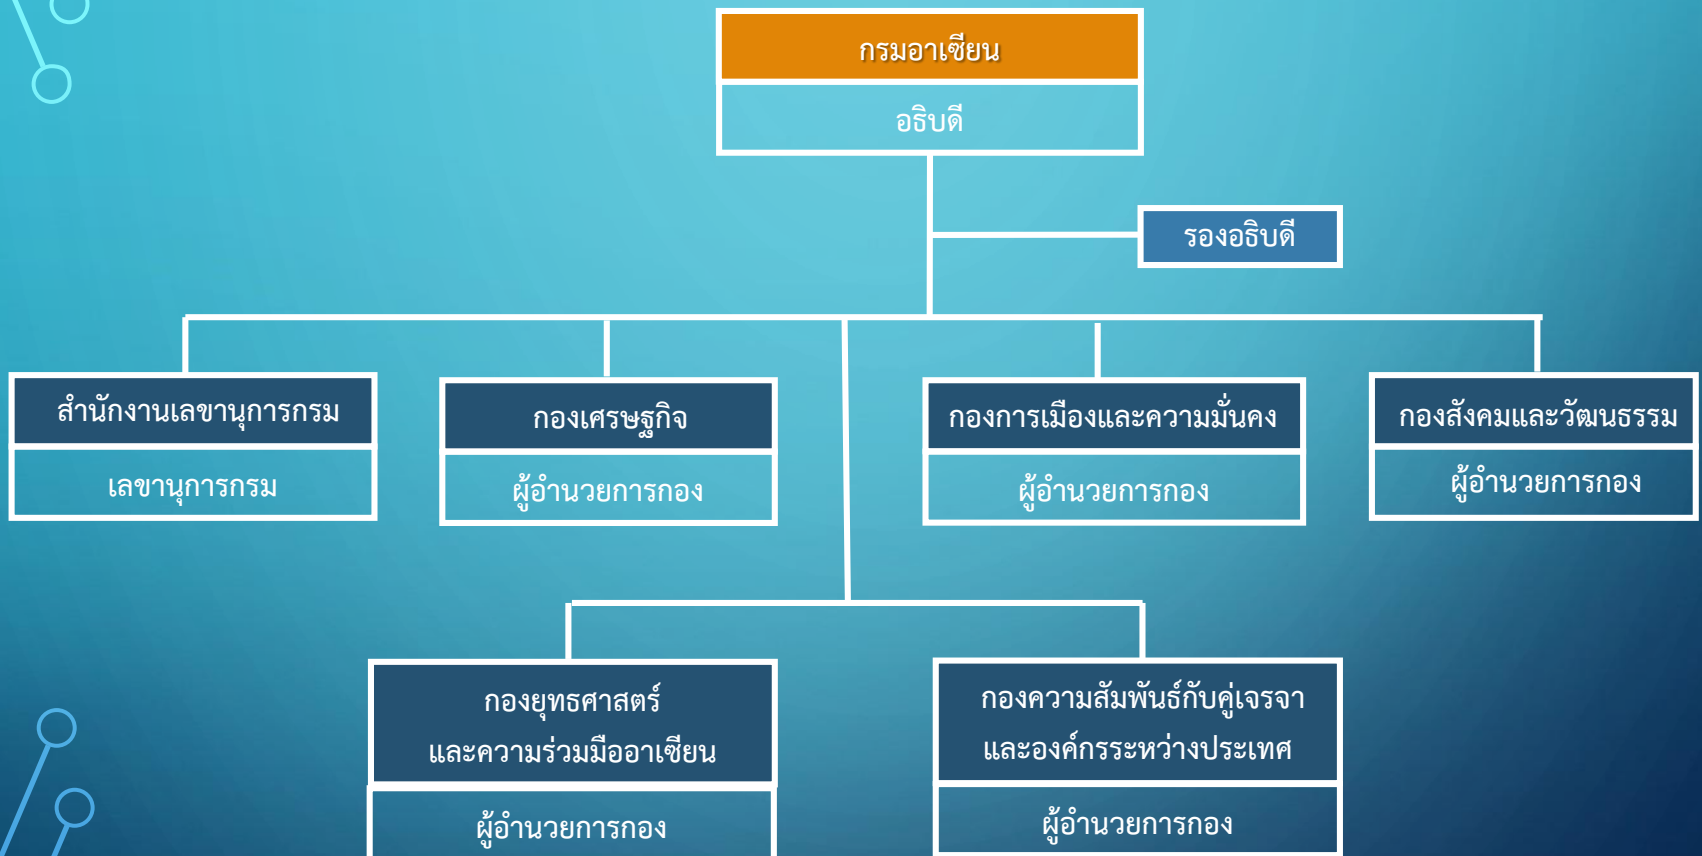 กรมอาเซียน
อธิบดี
รองอธิบดี
สำนักงานเลขานุการกรม
เลขานุการกรม
กองเศรษฐกิจ
ผู้อำนวยการกอง
กองการเมืองและความมั่นคง
ผู้อำนวยการกอง
กองสังคมและวัฒนธรรม
ผู้อำนวยการกอง
กองยุทธศาสตร์
และความร่วมมืออาเซียน
ผู้อำนวยการกอง
กองความสัมพันธ์กับคู่เจรจา
และองค์กรระหว่างประเทศ
ผู้อำนวยการกอง